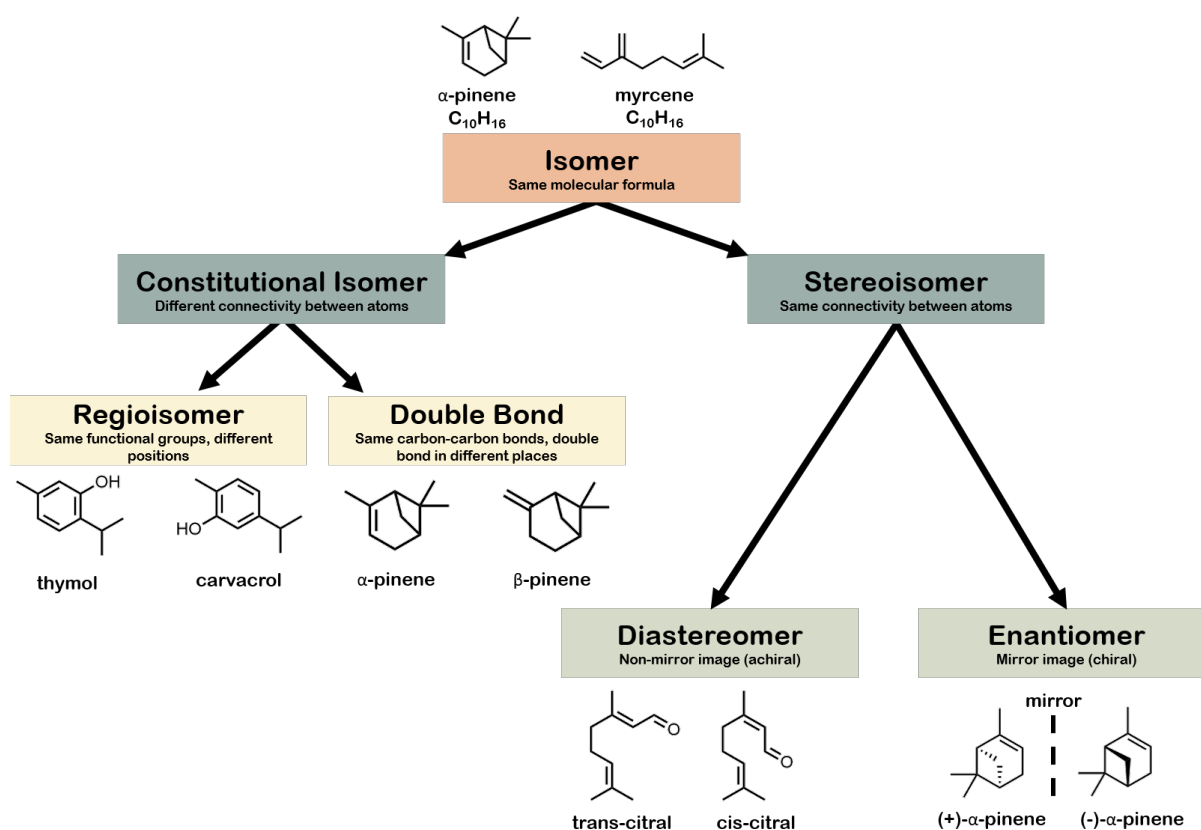 α-pinene
C₁₀H₁₆
myrcene
C₁₀H₁₆
Isomer
Same molecular formula
Constitutional Isomer
Different connectivity between atoms
Stereoisomer
Same connectivity between atoms
Regioisomer
Same functional groups, different
positions
Double Bond
Same carbon-carbon bonds, double
bond in different places
OH
thymol
HO
carvacrol
α-pinene
β-pinene
Diastereomer
Non-mirror image (achiral)
Enantiomer
Mirror image (chiral)
O
trans-citral
O
cis-citral
mirror
(+)-α-pinene
(-)-α-pinene